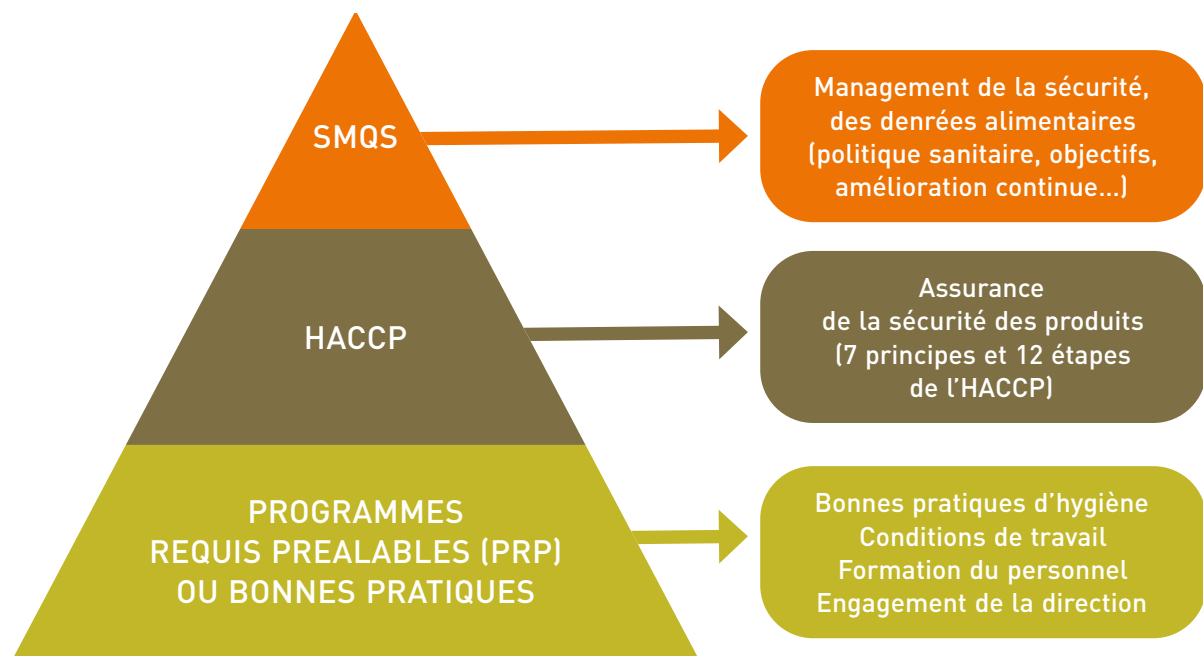 SMQS
Management de la sécurité,
des denrées alimentaires
(politique sanitaire, objectifs,
amélioration continue...)
HACCP
Assurance
de la sécurité des produits
(7 principes et 12 étapes
de l’HACCP)
PROGRAMMES
REQUIS PREALABLES (PRP)
OU BONNES PRATIQUES
Bonnes pratiques d’hygiène
Conditions de travail
Formation du personnel
Engagement de la direction